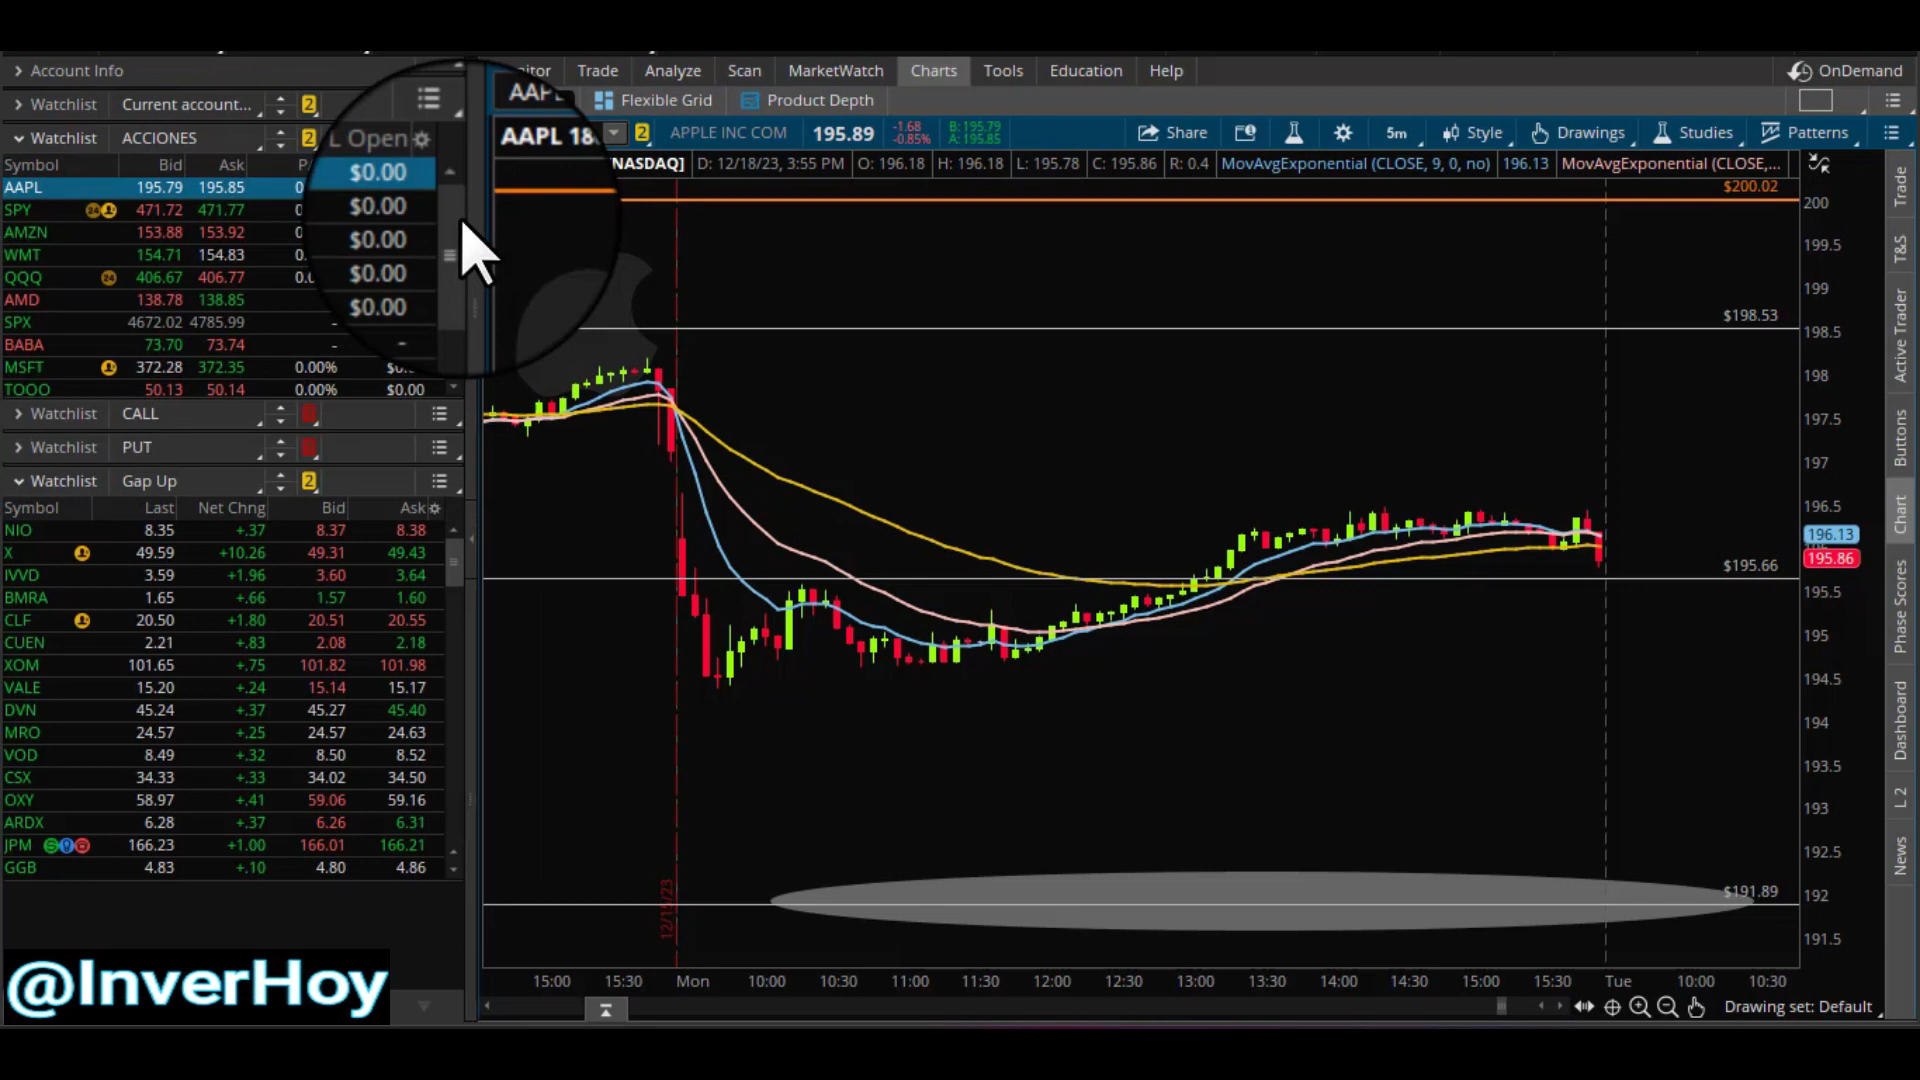 Account Info
onitor Trade Analyze Scan MarketWatch Charts Tools Education Help OnDemand
Watchlist Current account... 2
AAPL Flexible Grid Product Depth
Watchlist ACCIONES 2 L Open
AAPL 18 2 APPLE INC COM 195.89 -1.68 -0.85% B: 195.79 A: 195.85 Share 5m Style Drawings Studies Patterns
Symbol Bid Ask P/
NASDAQ] D: 12/18/23, 3:55 PM O: 196.18 H: 196.18 L: 195.78 C: 195.86 R: 0.4 MovAvgExponential (CLOSE, 9, 0, no) 196.13 MovAvgExponential (CLOSE,...
AAPL 195.79 195.85 0 $0.00
SPY 24 471.72 471.77 0 $0.00
AMZN 153.88 153.92 0 $0.00
WMT 154.71 154.83 0. $0.00
QQQ 24 406.67 406.77 0.0 $0.00
AMD 138.78 138.85
SPX 4672.02 4785.99 -
BABA 73.70 73.74 - -
MSFT 372.28 372.35 0.00% $0.
TQQQ 50.13 50.14 0.00% $0.00
Watchlist CALL
Watchlist PUT
Watchlist Gap Up 2
Symbol Last Net Chng Bid Ask
NIO 8.35 +.37 8.37 8.38
X 49.59 +10.26 49.31 49.43
IVVD 3.59 +1.96 3.60 3.64
BMRA 1.65 +.66 1.57 1.60
CLF 20.50 +1.80 20.51 20.55
CUEN 2.21 +.83 2.08 2.18
XOM 101.65 +.75 101.82 101.98
VALE 15.20 +.24 15.14 15.17
DVN 45.24 +.37 45.27 45.40
MRO 24.57 +.25 24.57 24.63
VOD 8.49 +.32 8.50 8.52
CSX 34.33 +.33 34.02 34.50
OXY 58.97 +.41 59.06 59.16
ARDX 6.28 +.37 6.26 6.31
JPM 166.23 +1.00 166.01 166.21
GGB 4.83 +.10 4.80 4.86
@InverHoy
$200.02
$198.53
$195.66
$191.89
200
199.5
199
198.5
198
197.5
197
196.5
196.13
195.86
195.5
195
194.5
194
193.5
193
192.5
192
191.5
12/15/23
15:00 15:30 Mon 10:00 10:30 11:00 11:30 12:00 12:30 13:00 13:30 14:00 14:30 15:00 15:30 Tue 10:00 10:30
Drawing set: Default
Trade
T&S
Active Trader
Buttons
Chart
Phase Scores
Dashboard
L 2
News